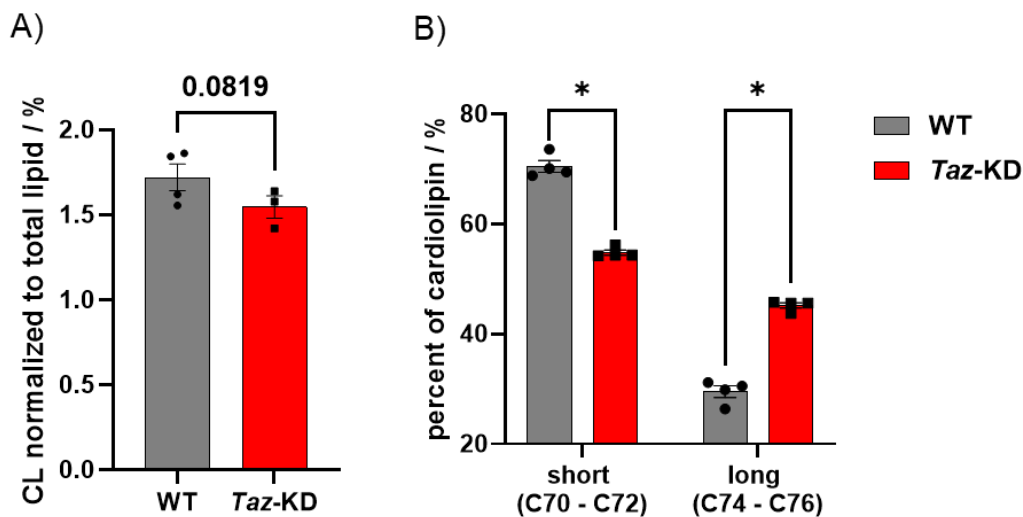 A)
0.0819
CL normalized to total lipid / %
2.0
1.5
1.0
0.5
0.0
WT
Taz-KD
B)
*
*
percent of cardiolipin / %
80
60
40
20
short
(C70 - C72)
long
(C74 - C76)
WT
Taz-KD